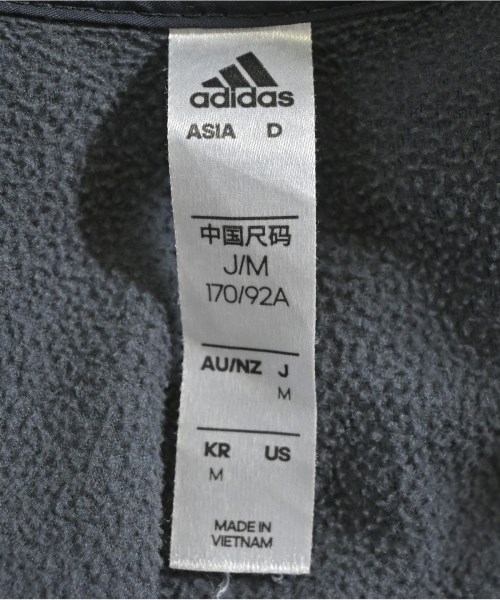 adidas
ASIA D
中国尺码
J/M
170/92A
AU/NZ J
M
KR US
M
MADE IN
VIETNAM